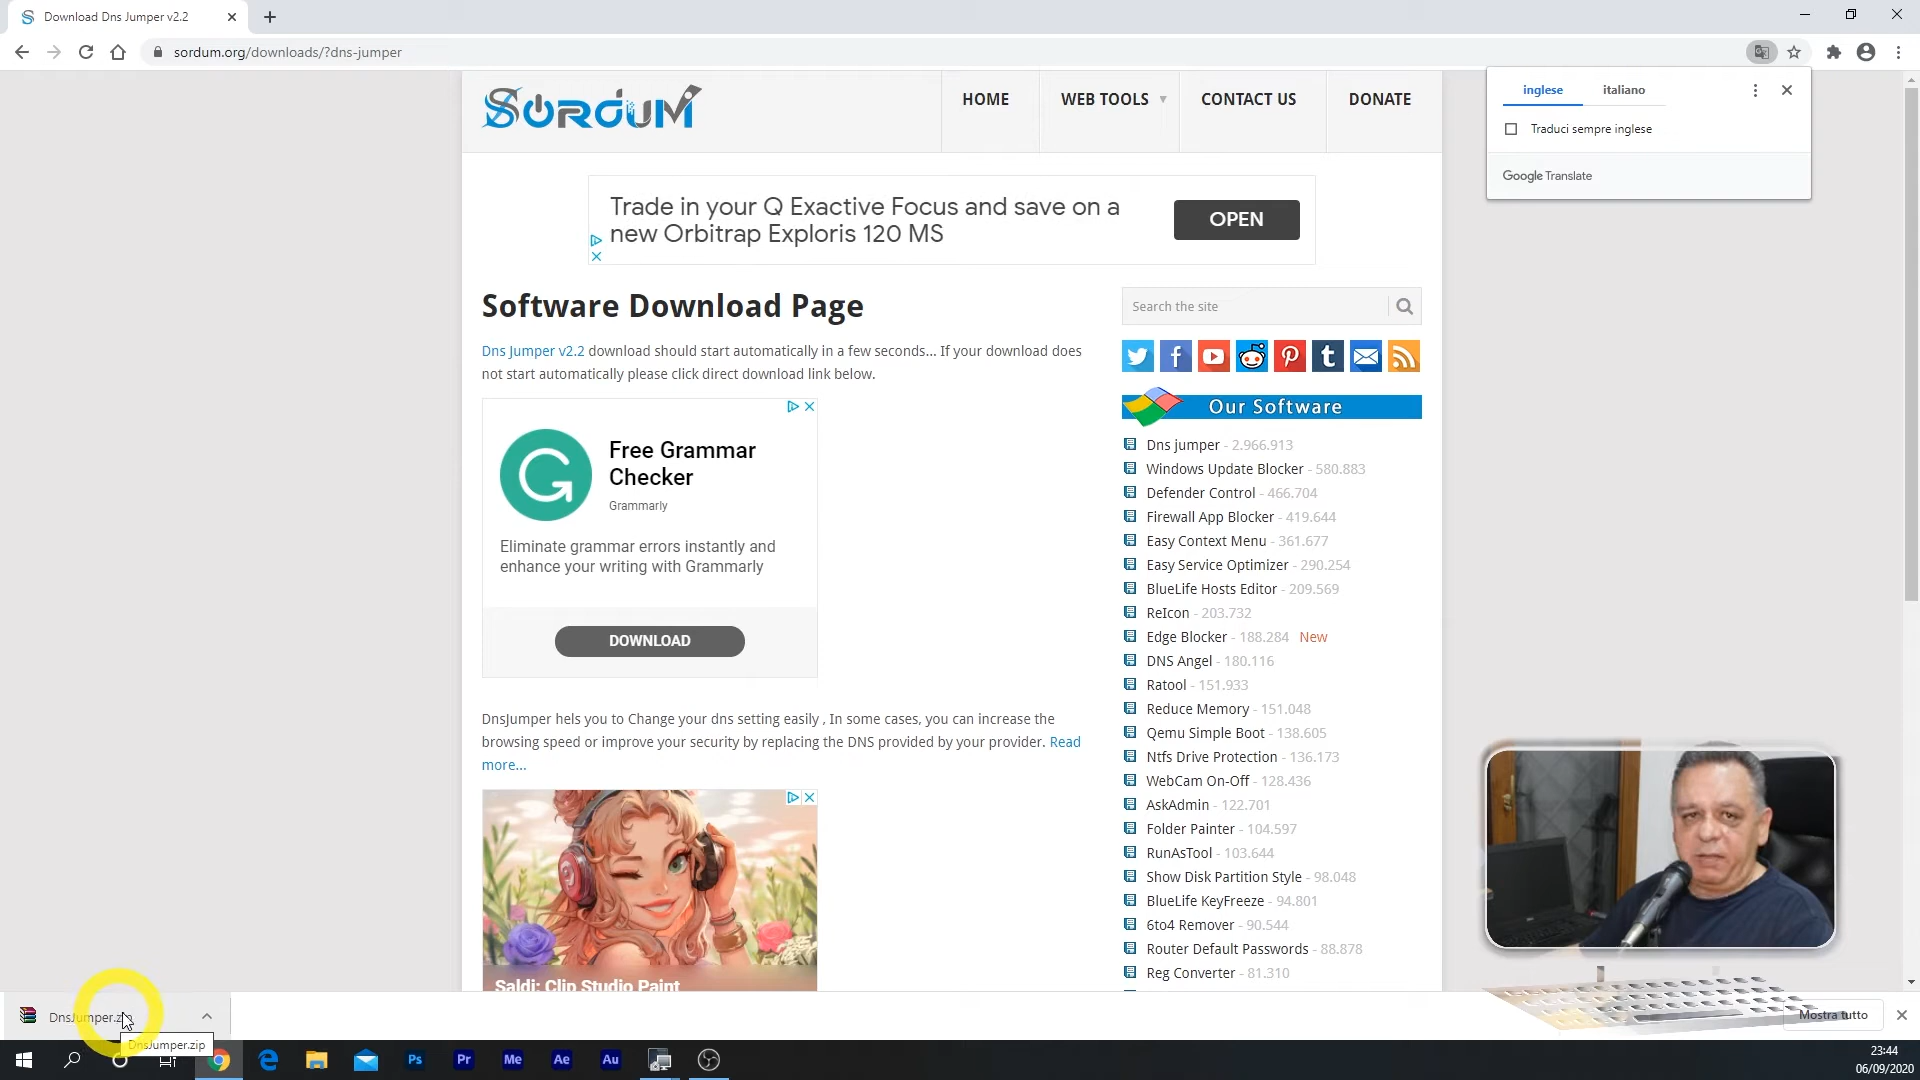 Download Dns Jumper v2.2
sordum.org/downloads/?dns-jumper
inglese
italiano
Traduci sempre inglese
Google Translate
SORDUM
HOME
WEB TOOLS
CONTACT US
DONATE
Trade in your Q Exactive Focus and save on a
new Orbitrap Exploris 120 MS
OPEN
Software Download Page
Dns Jumper v2.2 download should start automatically in a few seconds... If your download does
not start automatically please click direct download link below.
Free Grammar
Checker
Grammarly
Eliminate grammar errors instantly and
enhance your writing with Grammarly
DOWNLOAD
DnsJumper hels you to Change your dns setting easily , In some cases, you can increase the
browsing speed or improve your security by replacing the DNS provided by your provider. Read
more...
Saldi: Clip Studio Paint
Search the site
Our Software
Dns jumper - 2.966.913
Windows Update Blocker - 580.883
Defender Control - 466.704
Firewall App Blocker - 419.644
Easy Context Menu - 361.677
Easy Service Optimizer - 290.254
BlueLife Hosts Editor - 209.569
ReIcon - 203.732
Edge Blocker - 188.284 New
DNS Angel - 180.116
Ratool - 151.933
Reduce Memory - 151.048
Qemu Simple Boot - 138.605
Ntfs Drive Protection - 136.173
WebCam On-Off - 128.436
AskAdmin - 122.701
Folder Painter - 104.597
RunAsTool - 103.644
Show Disk Partition Style - 98.048
BlueLife KeyFreeze - 94.801
6to4 Remover - 90.544
Router Default Passwords - 88.878
Reg Converter - 81.310
DnsJumper.zip
DnsJumper.zip
Mostra tutto
Ps
Pr
Me
Ae
Au
23:44
06/09/2020